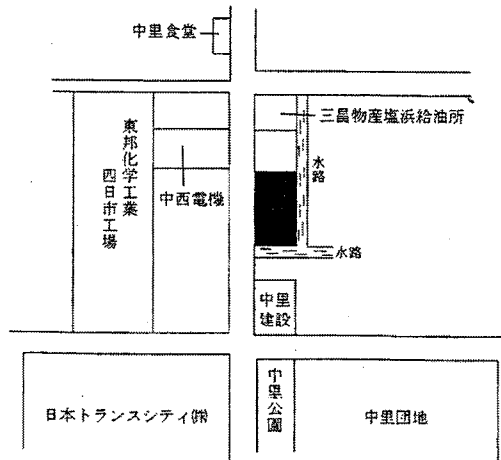 中里食堂
三昌物産塩浜給油所
東邦化学工業
四日市工場
中西電機
水路
水路
中里
建設
日本トランスシティ㈱
中里公園
中里団地